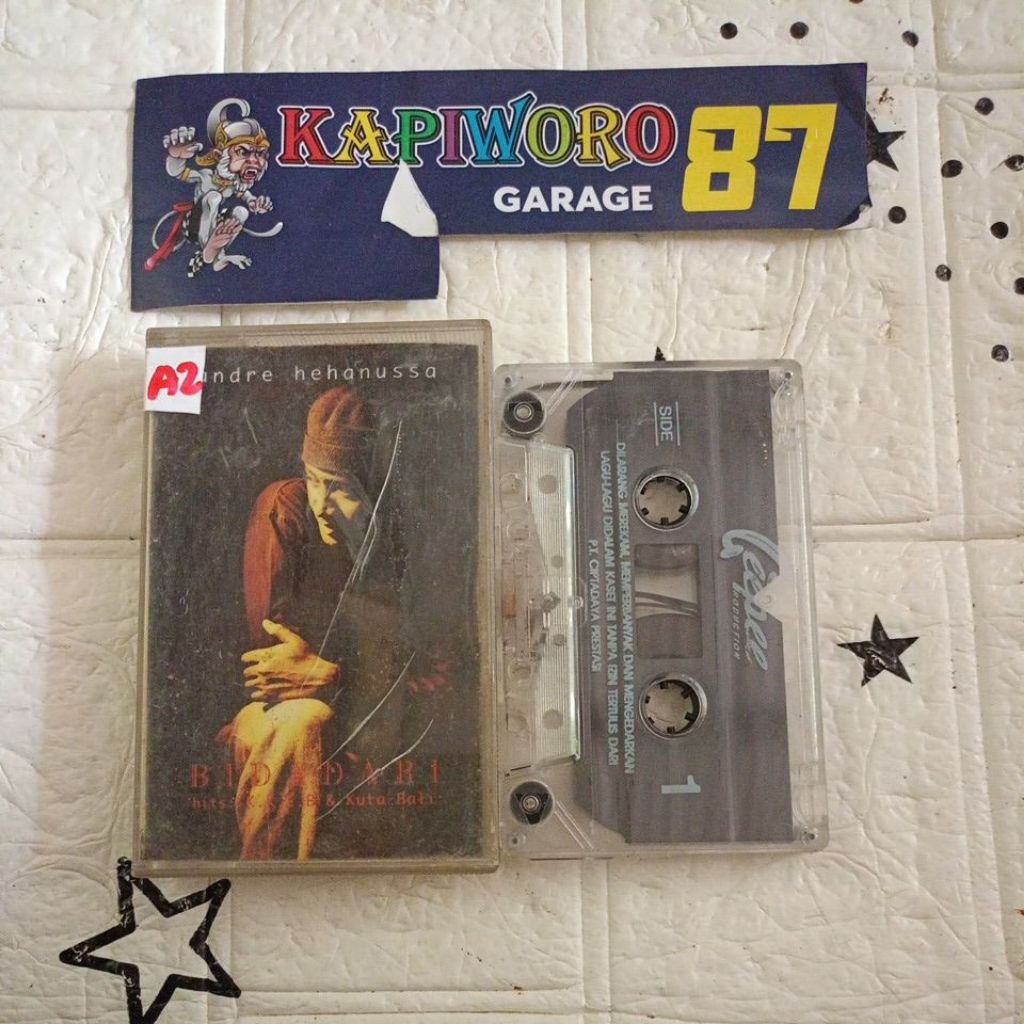 KAPIWORO 87
GARAGE
A2
andre hehanussa
BIDADARI
hits: K.K.E.B & Kuta Bali
SIDE
1
DILARANG MEREKAM, MEMPERBANYAK DAN MENGEDARKAN
LAGU-LAGU DIDALAM KASET INI TANPA IZIN TERTULIS DARI
P.T. CIPTADAYA PRESTASI
PRODUCTION